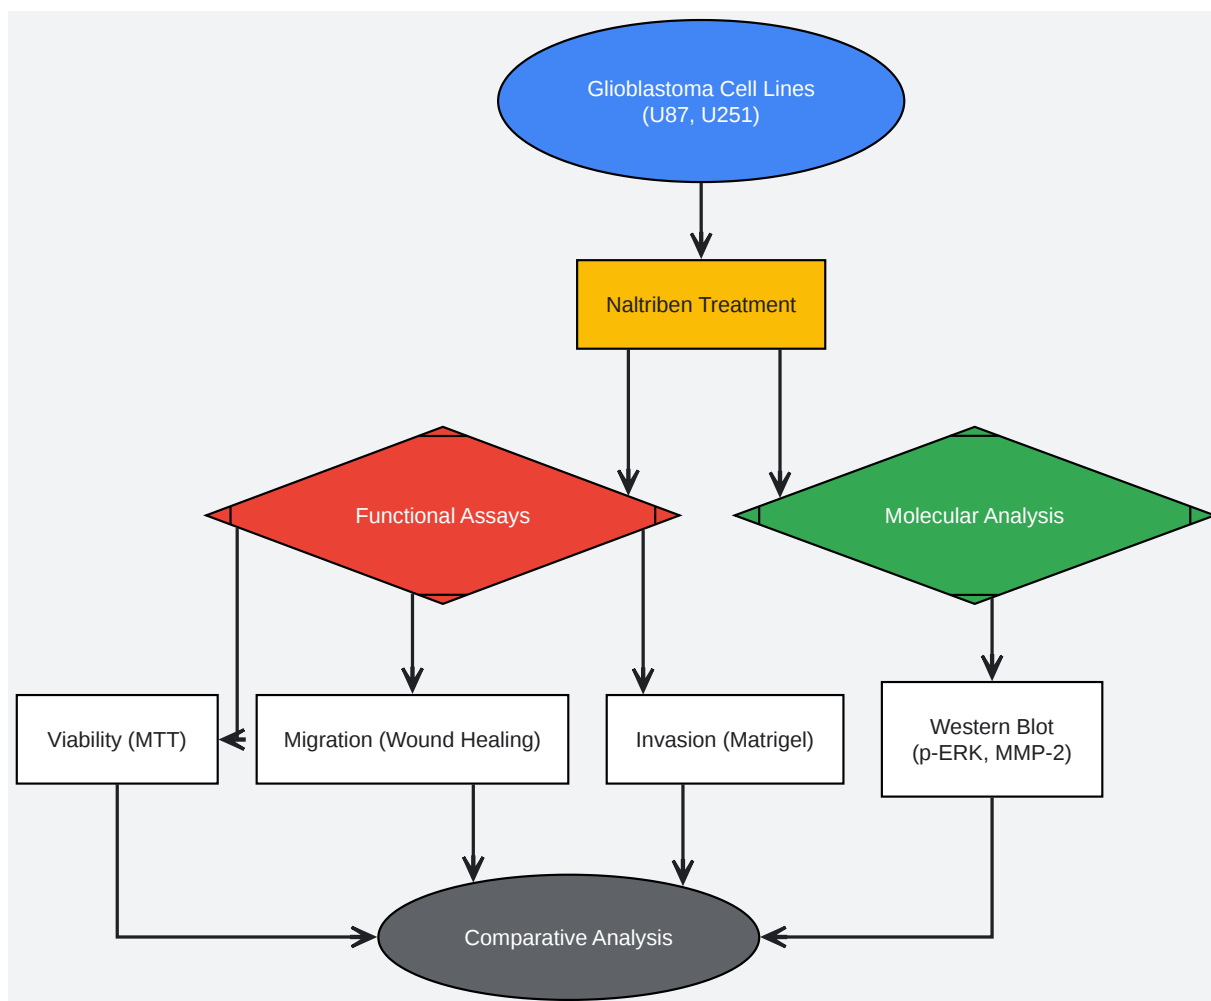 Glioblastoma Cell Lines
(U87, U251)
Naltriben Treatment
Functional Assays
Molecular Analysis
Viability (MTT)
Migration (Wound Healing)
Invasion (Matrigel)
Western Blot
(p-ERK, MMP-2)
Comparative Analysis